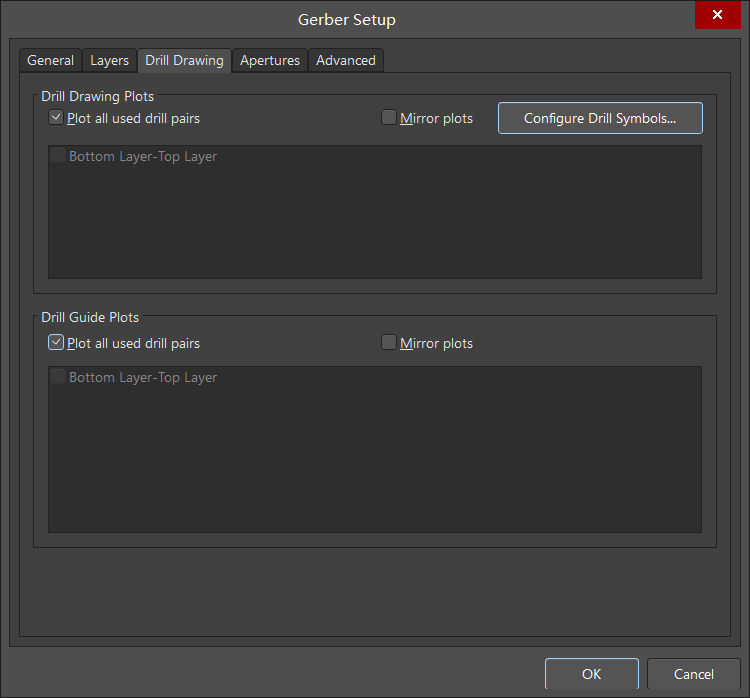 Gerber Setup
General Layers Drill Drawing Apertures Advanced
Drill Drawing Plots
Plot all used drill pairs Mirror plots Configure Drill Symbols...
Bottom Layer-Top Layer
Drill Guide Plots
Plot all used drill pairs Mirror plots
Bottom Layer-Top Layer
OK Cancel